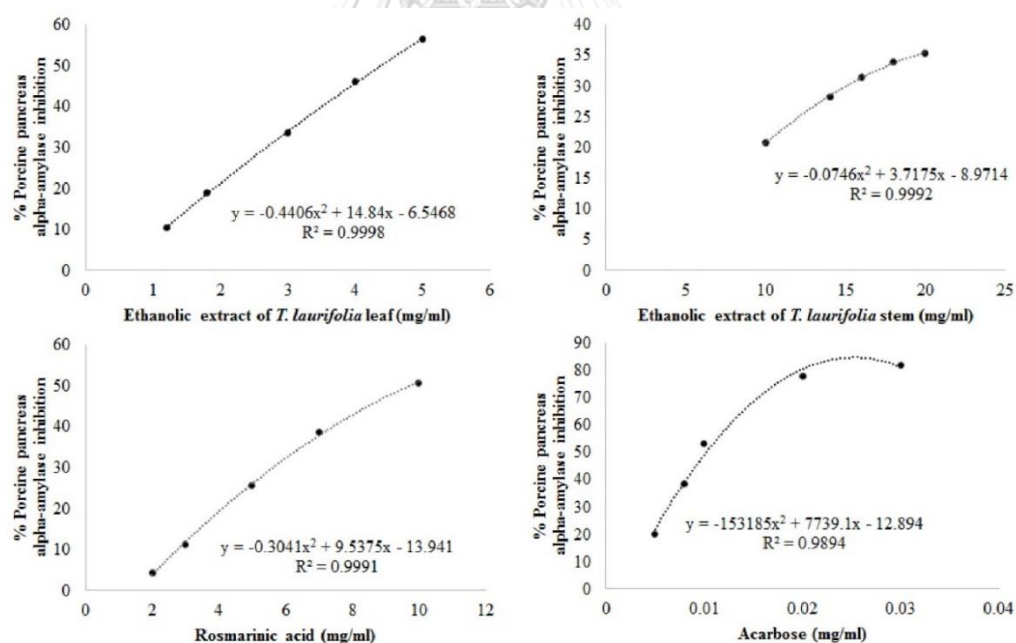 % Porcine pancreas
alpha-amylase inhibition
60
50
40
30
20
10
0
y = -0.4406x² + 14.84x - 6.5468
R² = 0.9998
0 1 2 3 4 5 6
Ethanolic extract of T. laurifolia leaf (mg/ml)
% Porcine pancreas
alpha-amylase inhibition
40
35
30
25
20
15
10
5
0
y = -0.0746x² + 3.7175x - 8.9714
R² = 0.9992
0 5 10 15 20 25
Ethanolic extract of T. laurifolia stem (mg/ml)
% Porcine pancreas
alpha-amylase inhibition
60
50
40
30
20
10
0
y = -0.3041x² + 9.5375x - 13.941
R² = 0.9991
0 2 4 6 8 10 12
Rosmarinic acid (mg/ml)
% Porcine pancreas
alpha-amylase inhibition
90
80
70
60
50
40
30
20
10
0
y = -153185x² + 7739.1x - 12.894
R² = 0.9894
0 0.01 0.02 0.03 0.04
Acarbose (mg/ml)